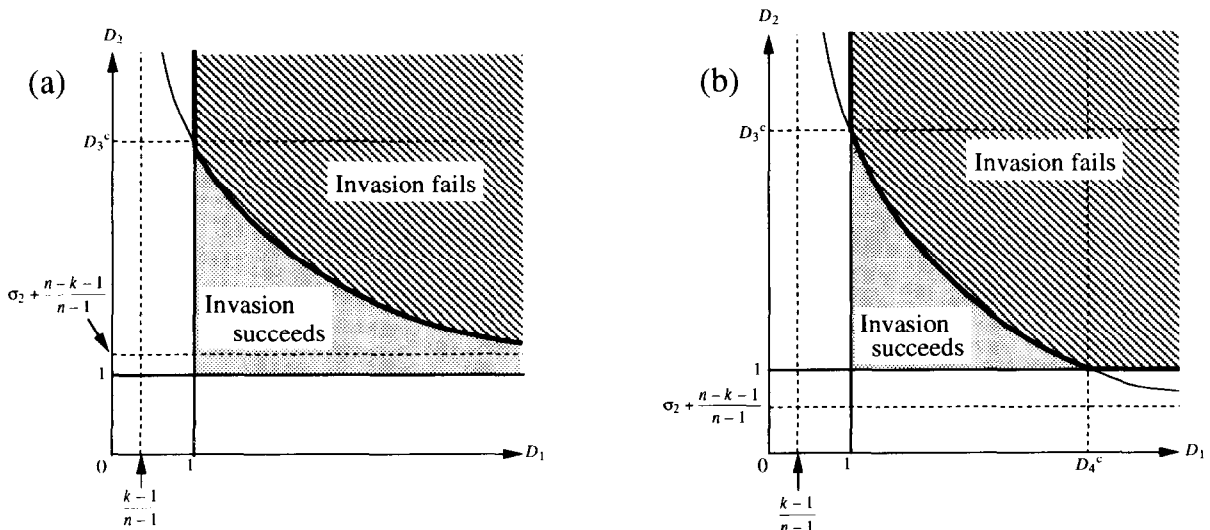 (a)
D₂
D₃ᶜ
Invasion fails
σ₂ + (n – k – 1)/(n – 1)
Invasion
succeeds
1
0
1
D₁
(k – 1)/(n – 1)
(b)
D₂
D₃ᶜ
Invasion fails
Invasion
succeeds
1
σ₂ + (n – k – 1)/(n – 1)
0
1
D₄ᶜ
D₁
(k – 1)/(n – 1)